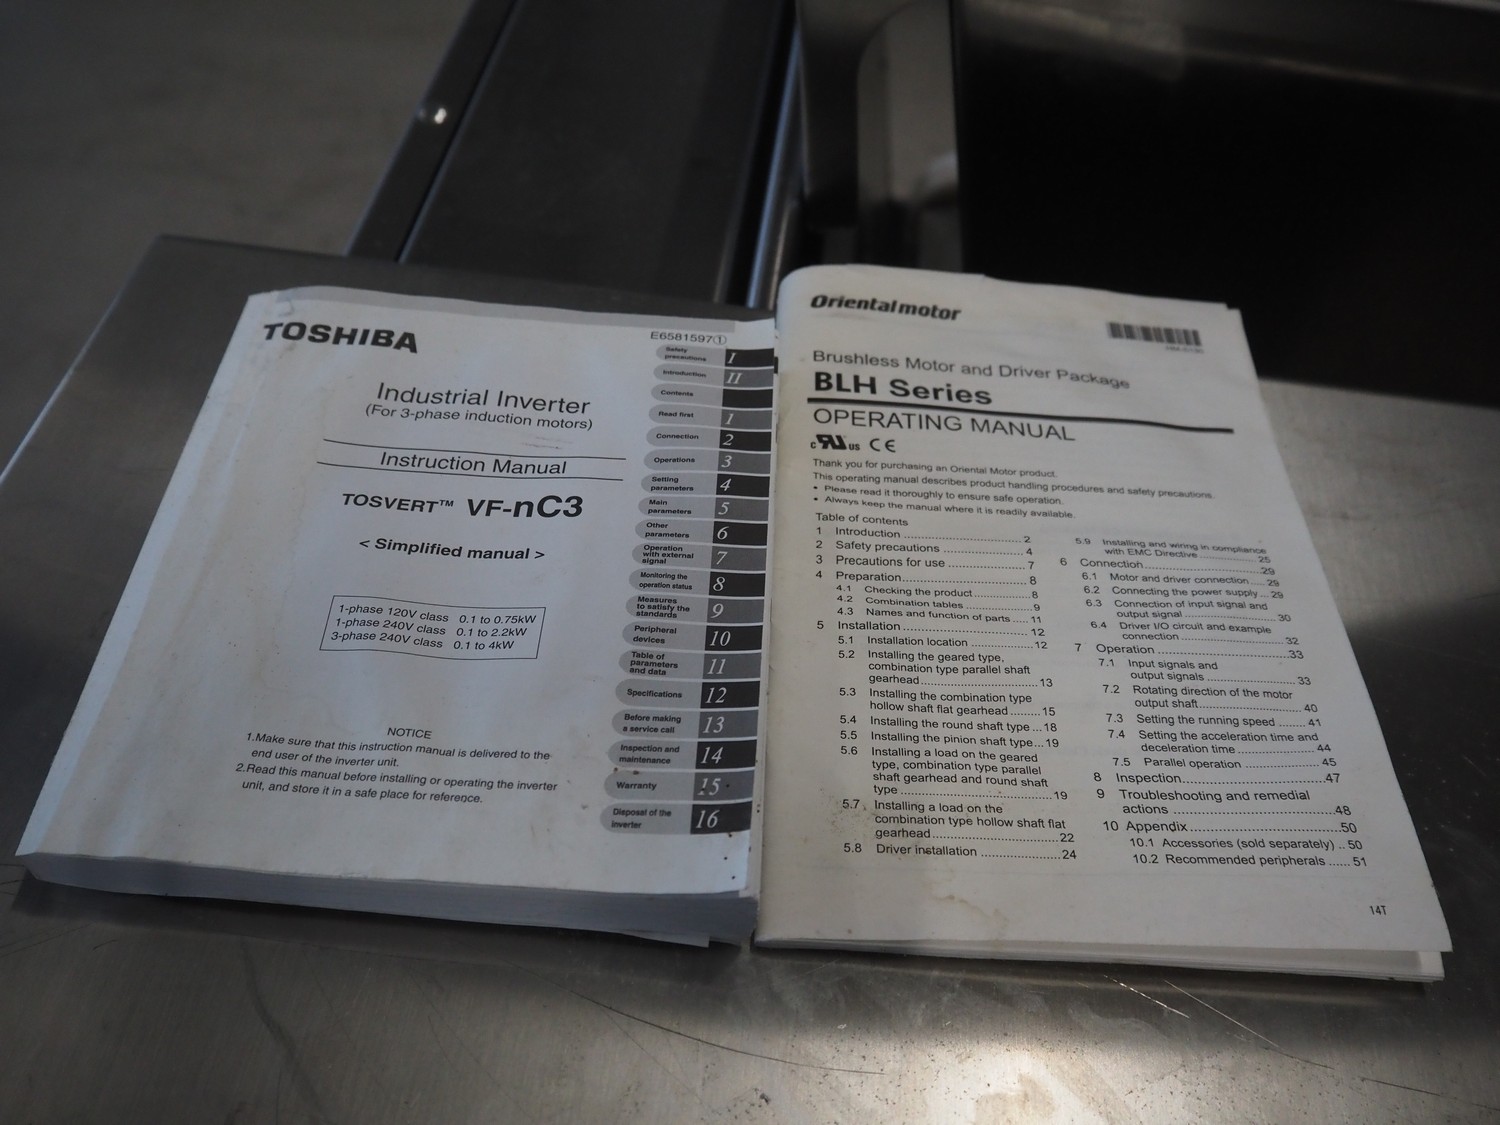 TOSHIBA
E6581597①
Industrial Inverter
(For 3-phase induction motors)
Instruction Manual
TOSVERT™ VF-nC3
< Simplified manual >
1-phase 120V class 0.1 to 0.75kW
1-phase 240V class 0.1 to 2.2kW
3-phase 240V class 0.1 to 4kW
NOTICE
1.Make sure that this instruction manual is delivered to the
end user of the inverter unit.
2.Read this manual before installing or operating the inverter
unit, and store it in a safe place for reference.
Safety
precautions I
Introduction II
Contents
Read first 1
Connection 2
Operations 3
Setting
parameters 4
Main
parameters 5
Other
parameters 6
Operation
with external
signal 7
Monitoring the
operation status 8
Measures
to satisfy the
standards 9
Peripheral
devices 10
Table of
parameters
and data 11
Specifications 12
Before making
a service call 13
Inspection and
maintenance 14
Warranty 15
Disposal of the
inverter 16
Orientalmotor
Brushless Motor and Driver Package
BLH Series
OPERATING MANUAL
c RU us CE
Thank you for purchasing an Oriental Motor product.
This operating manual describes product handling procedures and safety precautions.
• Please read it thoroughly to ensure safe operation.
• Always keep the manual where it is readily available.
Table of contents
1 Introduction ................................ 2
2 Safety precautions ...................... 4
3 Precautions for use ..................... 7
4 Preparation.................................. 8
4.1 Checking the product................ 8
4.2 Combination tables .................. 9
4.3 Names and function of parts ..... 11
5 Installation................................. 12
5.1 Installation location ................ 12
5.2 Installing the geared type,
combination type parallel shaft
gearhead................................... 13
5.3 Installing the combination type
hollow shaft flat gearhead ......... 15
5.4 Installing the round shaft type ... 18
5.5 Installing the pinion shaft type... 19
5.6 Installing a load on the geared
type, combination type parallel
shaft gearhead and round shaft
type .......................................... 19
5.7 Installing a load on the
combination type hollow shaft flat
gearhead................................... 22
5.8 Driver installation ..................... 24
5.9 Installing and wiring in compliance
with EMC Directive................... 25
6 Connection................................. 29
6.1 Motor and driver connection ..... 29
6.2 Connecting the power supply ... 29
6.3 Connection of input signal and
output signal............................. 30
6.4 Driver I/O circuit and example
connection................................ 32
7 Operation ................................... 33
7.1 Input signals and
output signals ........................... 33
7.2 Rotating direction of the motor
output shaft............................... 40
7.3 Setting the running speed ........ 41
7.4 Setting the acceleration time and
deceleration time ...................... 44
7.5 Parallel operation ..................... 45
8 Inspection................................... 47
9 Troubleshooting and remedial
actions ........................................ 48
10 Appendix.................................... 50
10.1 Accessories (sold separately) .. 50
10.2 Recommended peripherals ...... 51
14T